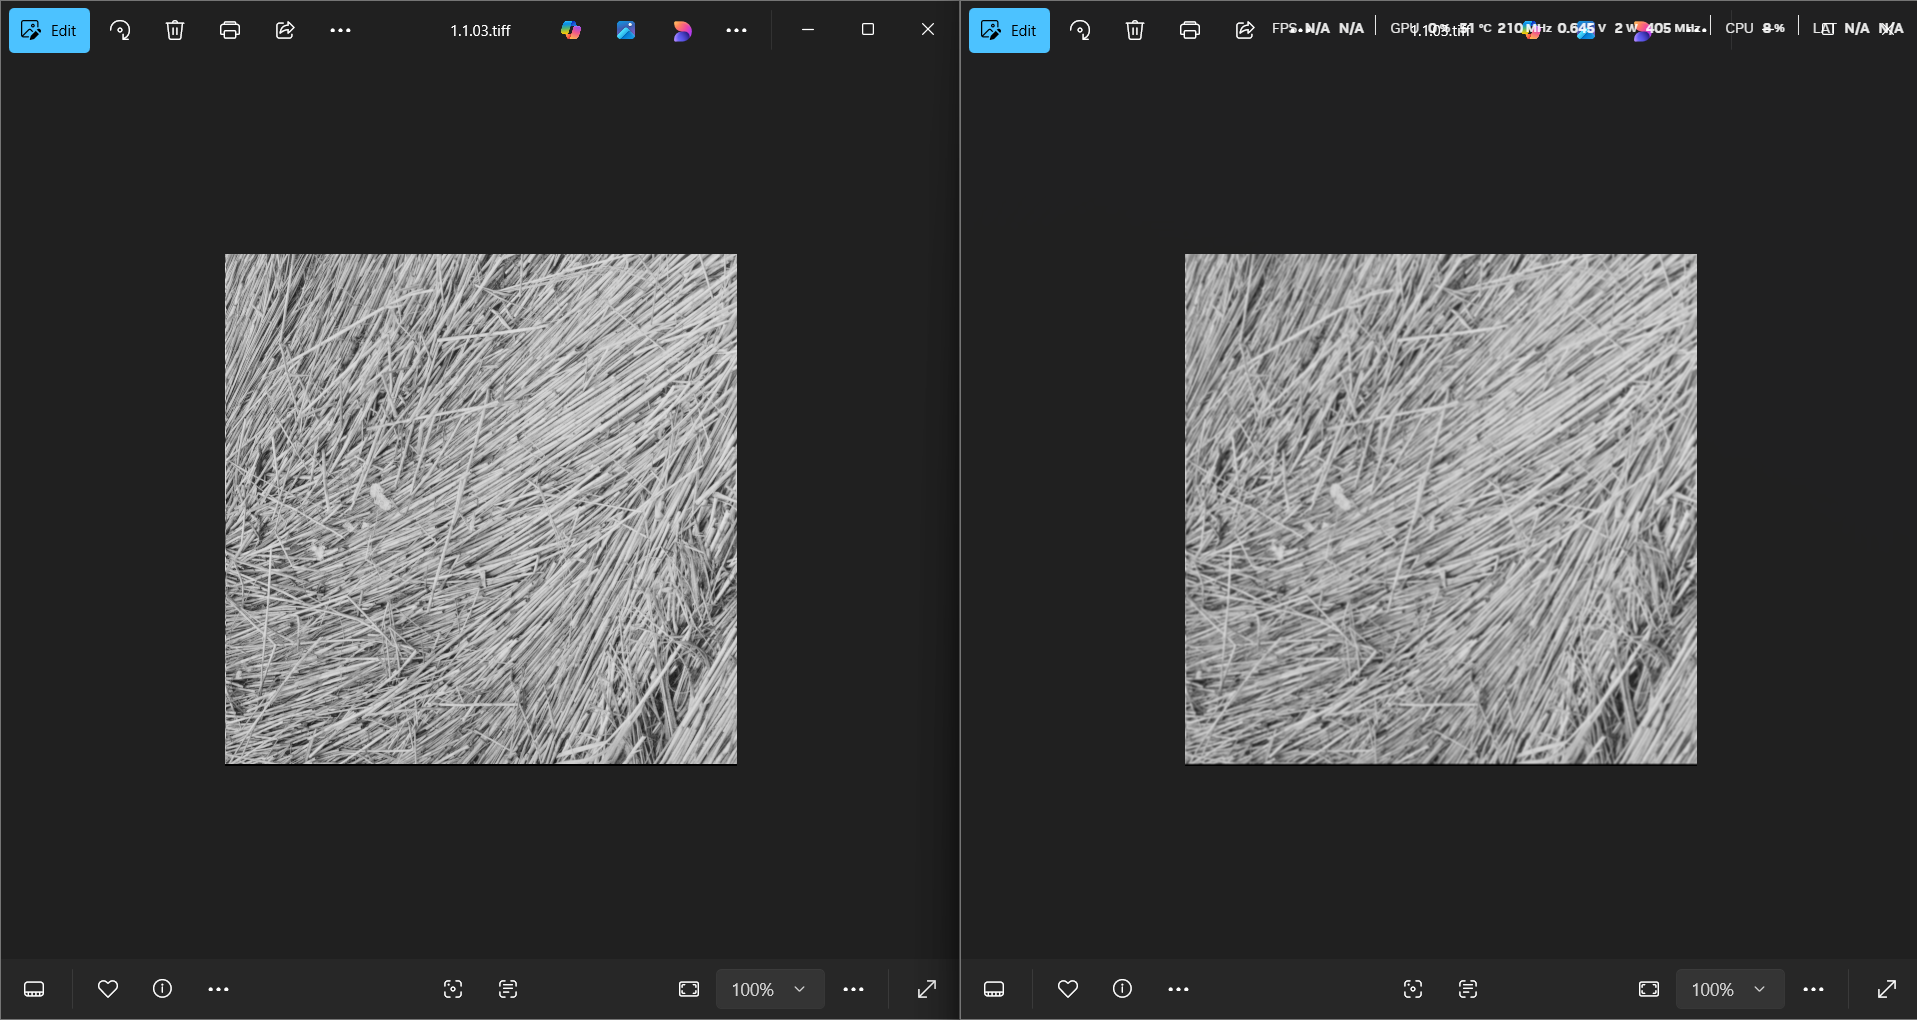 Edit
1.1.03.tiff
Edit
1.1.03.tiff
FPS N/A N/A
GPU 0% 51 °C 210 MHz 0.645 V 2 W 405 MHz
CPU 8 %
LAT N/A N/A
100%
100%